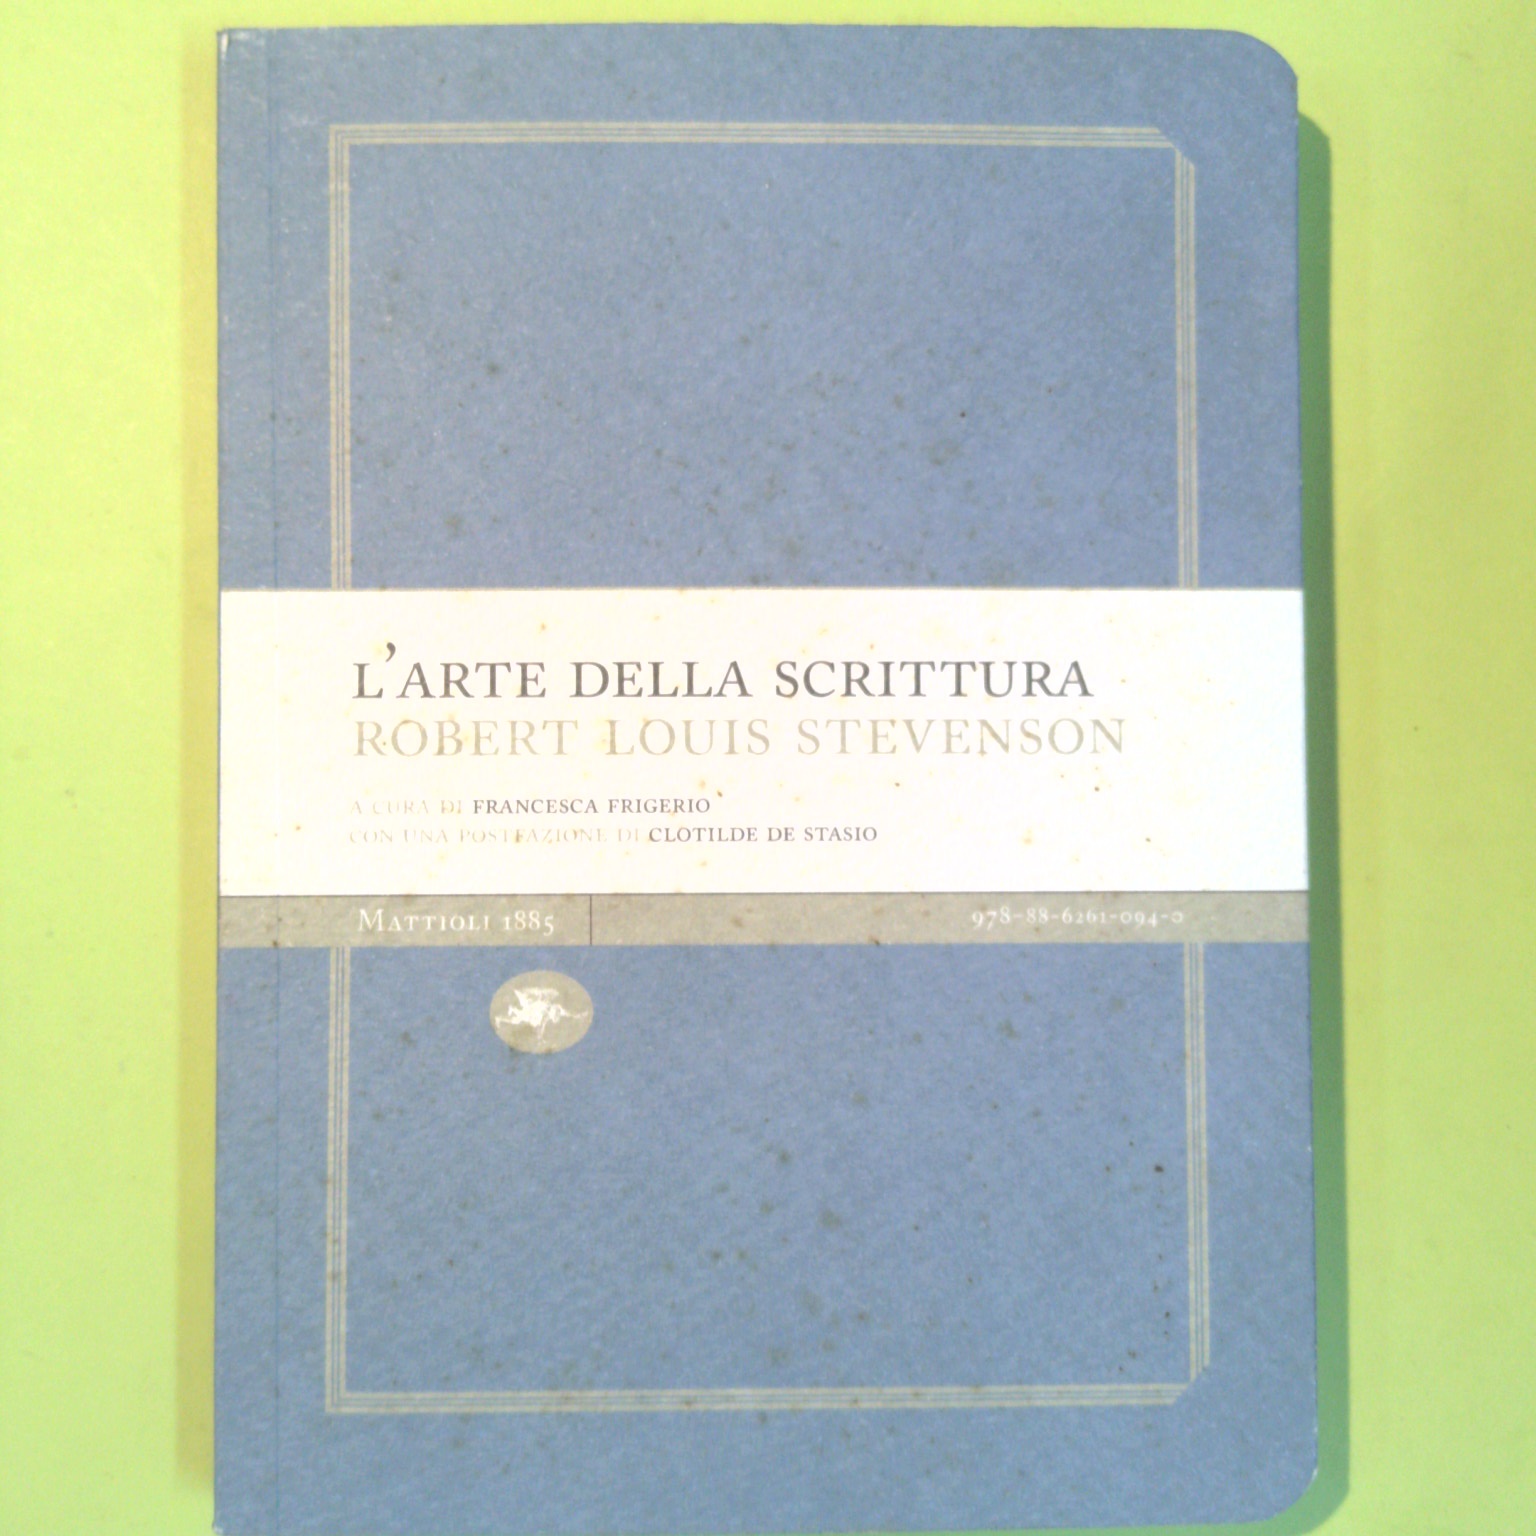 L'ARTE DELLA SCRITTURA
ROBERT LOUIS STEVENSON
A CURA DI FRANCESCA FRIGERIO
CON UNA POSTFAZIONE DI CLOTILDE DE STASIO
MATTIOLI 1885 978-88-6261-094-0